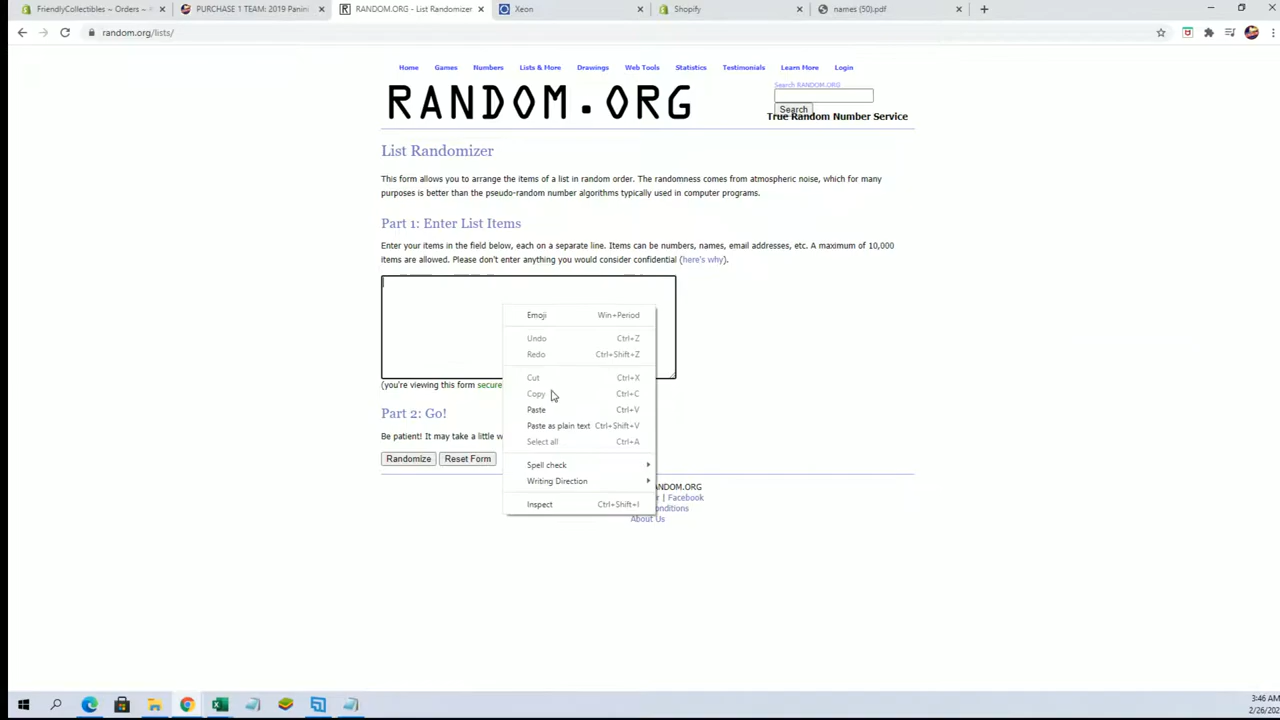 FriendlyCollectibles ~ Orders ~
PURCHASE 1 TEAM: 2019 Panini
RANDOM.ORG - List Randomizer
Xeon
Shopify
names (50).pdf
random.org/lists/
Home Games Numbers Lists & More Drawings Web Tools Statistics Testimonials Learn More Login
Search RANDOM.ORG
RANDOM.ORG
Search
True Random Number Service
List Randomizer
This form allows you to arrange the items of a list in random order. The randomness comes from atmospheric noise, which for many
purposes is better than the pseudo-random number algorithms typically used in computer programs.
Part 1: Enter List Items
Enter your items in the field below, each on a separate line. Items can be numbers, names, email addresses, etc. A maximum of 10,000
items are allowed. Please don't enter anything you would consider confidential (here's why).
Emoji Win+Period
Undo Ctrl+Z
Redo Ctrl+Shift+Z
Cut Ctrl+X
Copy Ctrl+C
Paste Ctrl+V
Paste as plain text Ctrl+Shift+V
Select all Ctrl+A
Spell check
Writing Direction
Inspect Ctrl+Shift+I
(you're viewing this form secure
Part 2: Go!
Be patient! It may take a little w
Randomize Reset Form
ANDOM.ORG
r | Facebook
onditions
About Us
3:46 AM
2/26/202